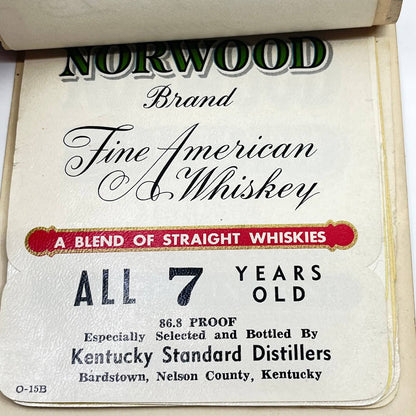 NORWOOD
Brand
Fine American
Whiskey
A BLEND OF STRAIGHT WHISKIES
ALL 7 YEARS
OLD
86.8 PROOF
Especially Selected and Bottled By
Kentucky Standard Distillers
Bardstown, Nelson County, Kentucky
O-15B